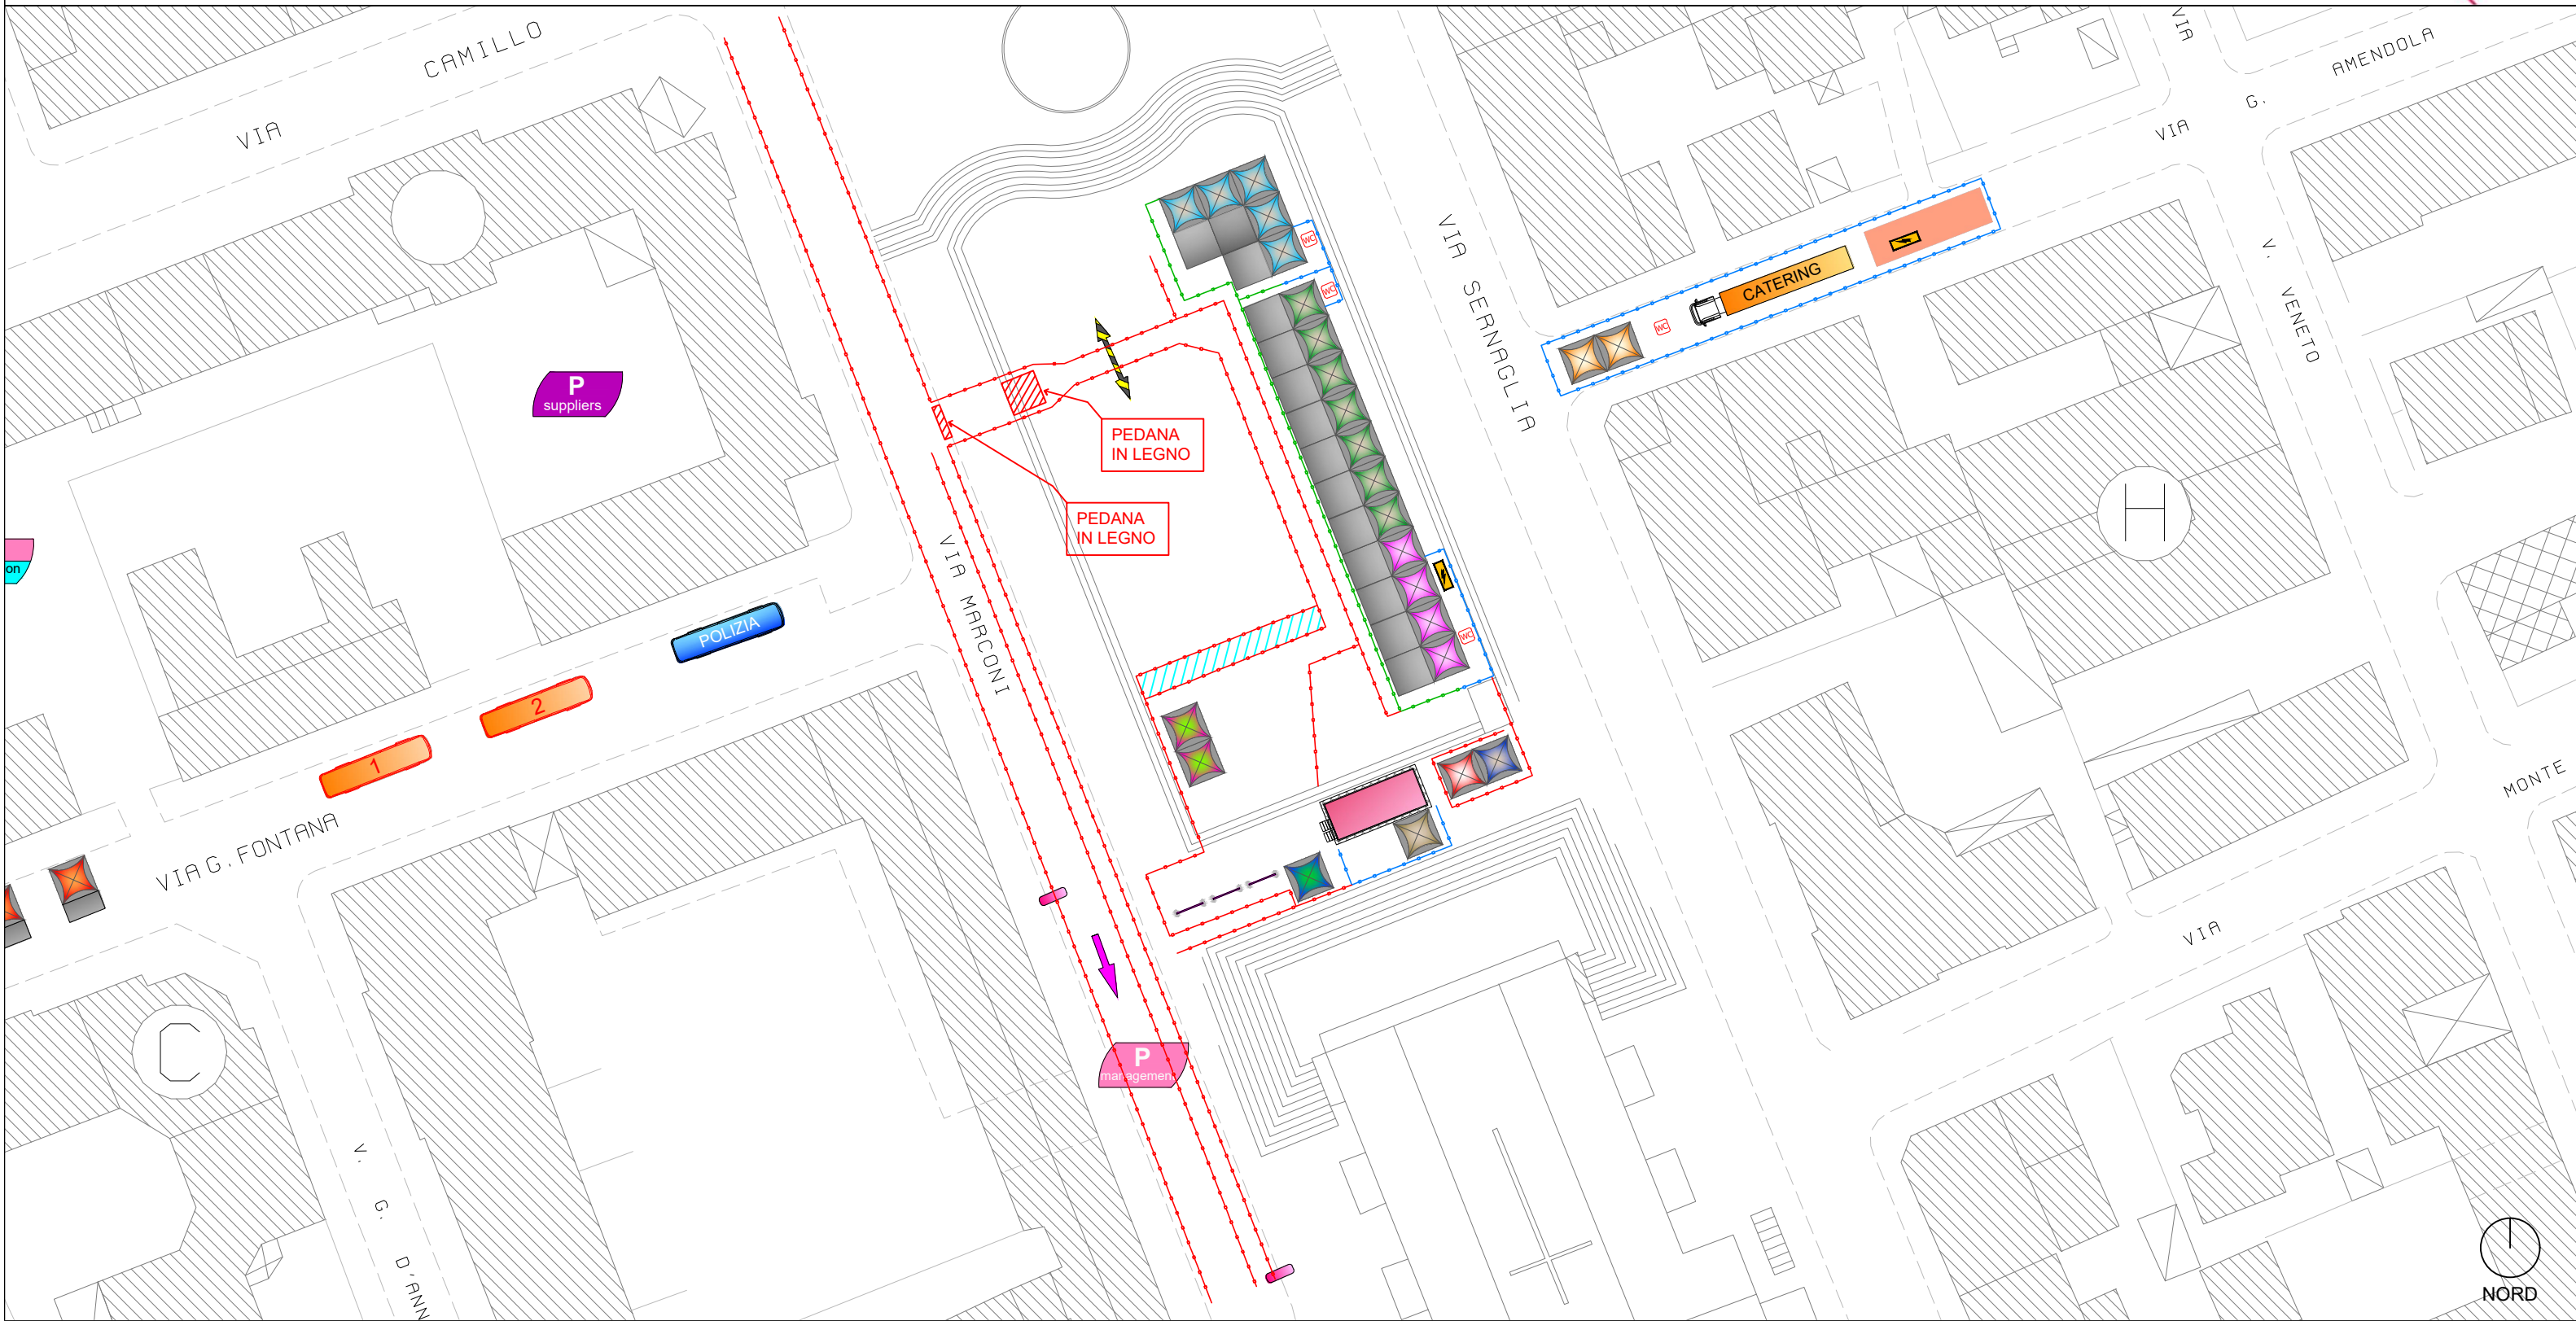 VIA CAMILLO
VIA
G.
AMENDOLA
VIA
VIA SERNAGLIA
V. VENETO
CATERING
WC
WC
WC
WC
P
suppliers
PEDANA
IN LEGNO
PEDANA
IN LEGNO
H
on
VIA MARCONI
POLIZIA
2
1
VIA G. FONTANA
MONTE
VIA
C
P
management
V. G. D'ANN
NORD